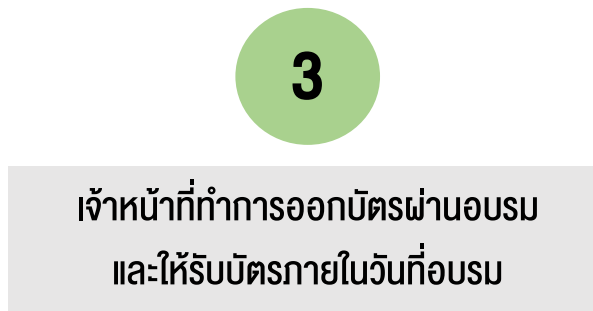 3
เจ้าหน้าที่ทำการออกบัตรผ่านอบรม
และให้รับบัตรภายในวันที่อบรม